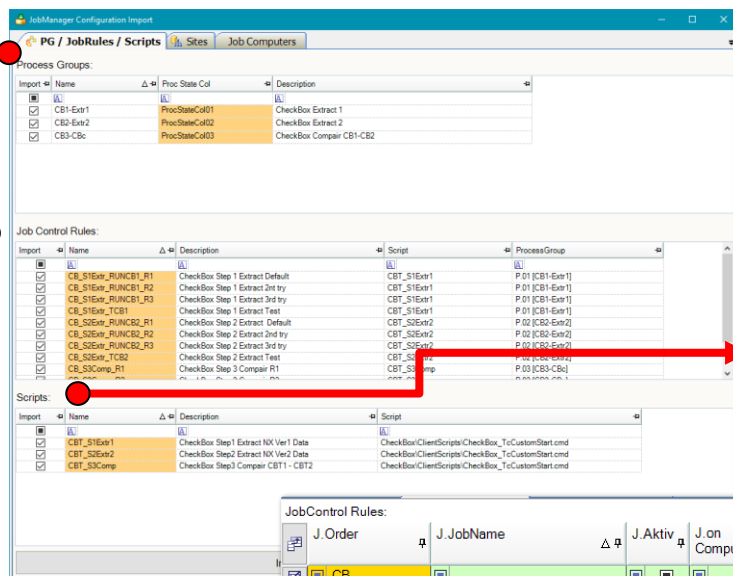 JobManager Configuration Import
PG / JobRules / Scripts Sites Job Computers
Process Groups:
Import Name Proc State Col Description
CB1-Extr1 ProcStateCol01 CheckBox Extract 1
CB2-Extr2 ProcStateCol02 CheckBox Extract 2
CB3-CBc ProcStateCol03 CheckBox Compair CB1-CB2
Job Control Rules:
Import Name Description Script ProcessGroup
CB_S1Extr_RUNCB1_R1 CheckBox Step 1 Extract Default CBT_S1Extr1 P.01 [CB1-Extr1]
CB_S1Extr_RUNCB1_R2 CheckBox Step 1 Extract 2nt try CBT_S1Extr1 P.01 [CB1-Extr1]
CB_S1Extr_RUNCB1_R3 CheckBox Step 1 Extract 3rd try CBT_S1Extr1 P.01 [CB1-Extr1]
CB_S1Extr_TCB1 CheckBox Step 1 Extract Test CBT_S1Extr1 P.01 [CB1-Extr1]
CB_S2Extr_RUNCB2_R1 CheckBox Step 2 Extract Default CBT_S2Extr2 P.02 [CB2-Extr2]
CB_S2Extr_RUNCB2_R2 CheckBox Step 2 Extract 2nd try CBT_S2Extr2 P.02 [CB2-Extr2]
CB_S2Extr_RUNCB2_R3 CheckBox Step 2 Extract 3rd try CBT_S2Extr2 P.02 [CB2-Extr2]
CB_S2Extr_TCB2 CheckBox Step 2 Extract Test
CB_S3Comp_R1 CheckBox Step 3 Compair R1 P.03 [CB3-CBc]
Scripts:
Import Name Description Script
CBT_S1Extr1 CheckBox Step1 Extract NX Ver1 Data CheckBox\ClientScripts\CheckBox_TcCustomStart.cmd
CBT_S2Extr2 CheckBox Step2 Extract NX Ver2 Data CheckBox\ClientScripts\CheckBox_TcCustomStart.cmd
CBT_S3Comp CheckBox Step3 Compair CBT1 - CBT2 CheckBox\ClientScripts\CheckBox_TcCustomStart.cmd
JobControl Rules:
J.Order J.JobName J.Aktiv J.on
Compu
CB